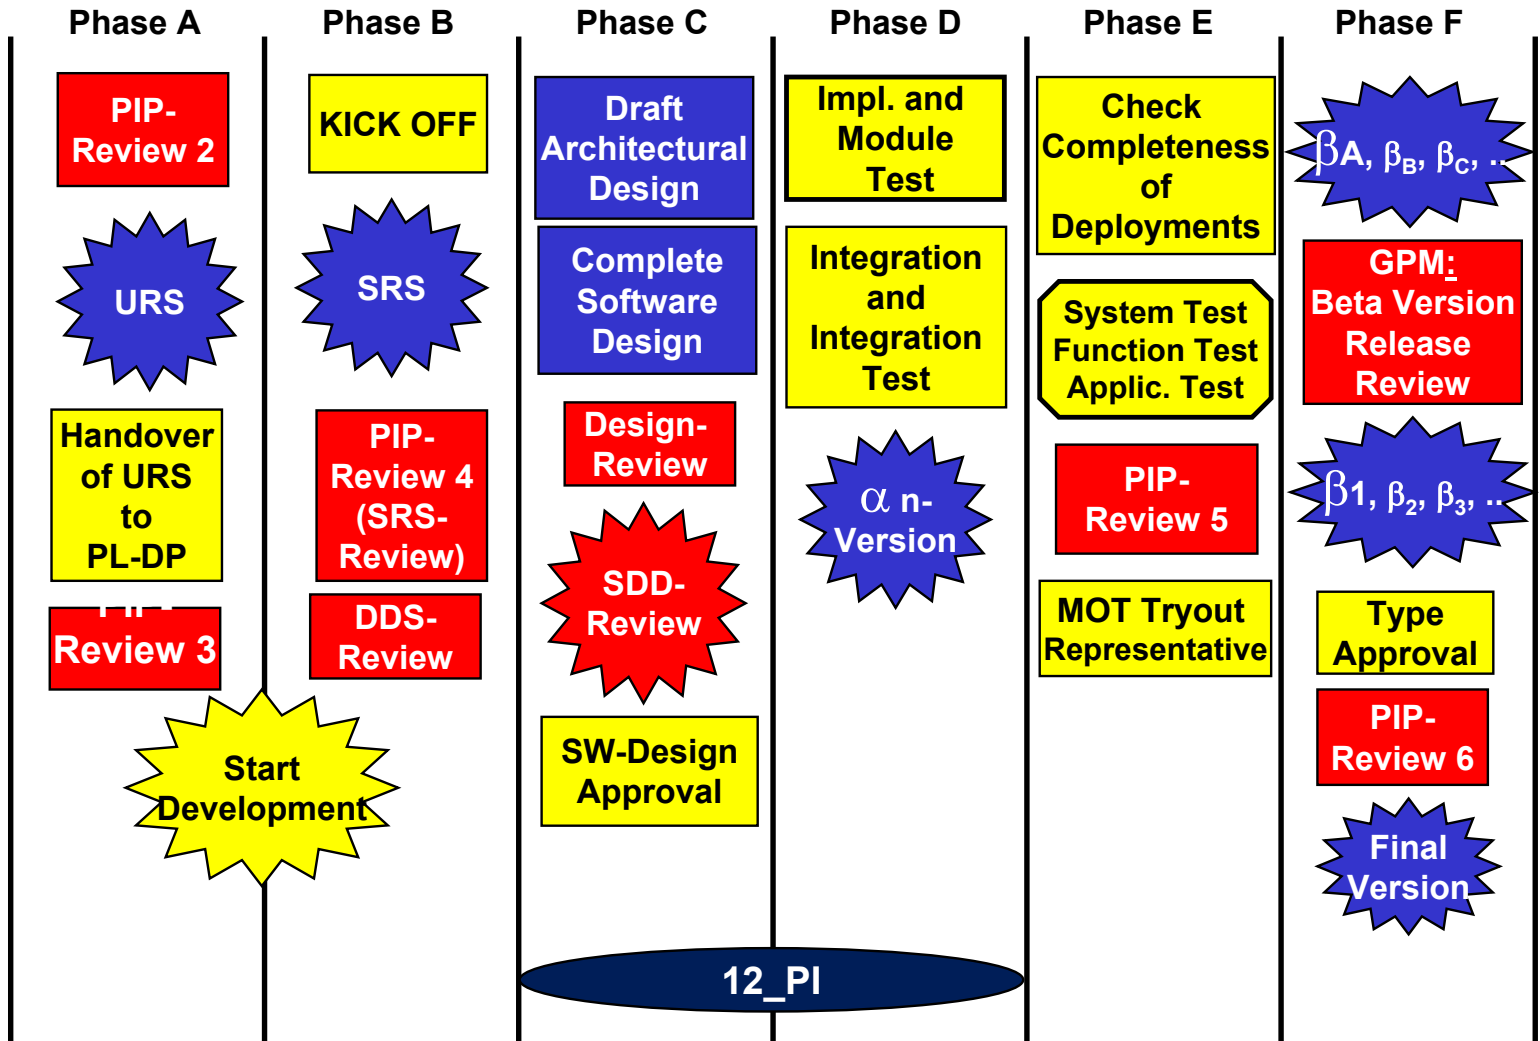 Phase A
Phase B
Phase C
Phase D
Phase E
Phase F
PIP-
Review 2
URS
Handover
of URS
to
PL-DP
PIP-
Review 3
Start
Development
KICK OFF
SRS
PIP-
Review 4
(SRS-
Review)
DDS-
Review
Draft
Architectural
Design
Complete
Software
Design
Design-
Review
SDD-
Review
SW-Design
Approval
Impl. and
Module
Test
Integration
and
Integration
Test
α n-
Version
12_PI
Check
Completeness
of
Deployments
System Test
Function Test
Applic. Test
PIP-
Review 5
MOT Tryout
Representative
βA, βB, βC, ..
GPM:
Beta Version
Release
Review
β1, β2, β3, ..
Type
Approval
PIP-
Review 6
Final
Version